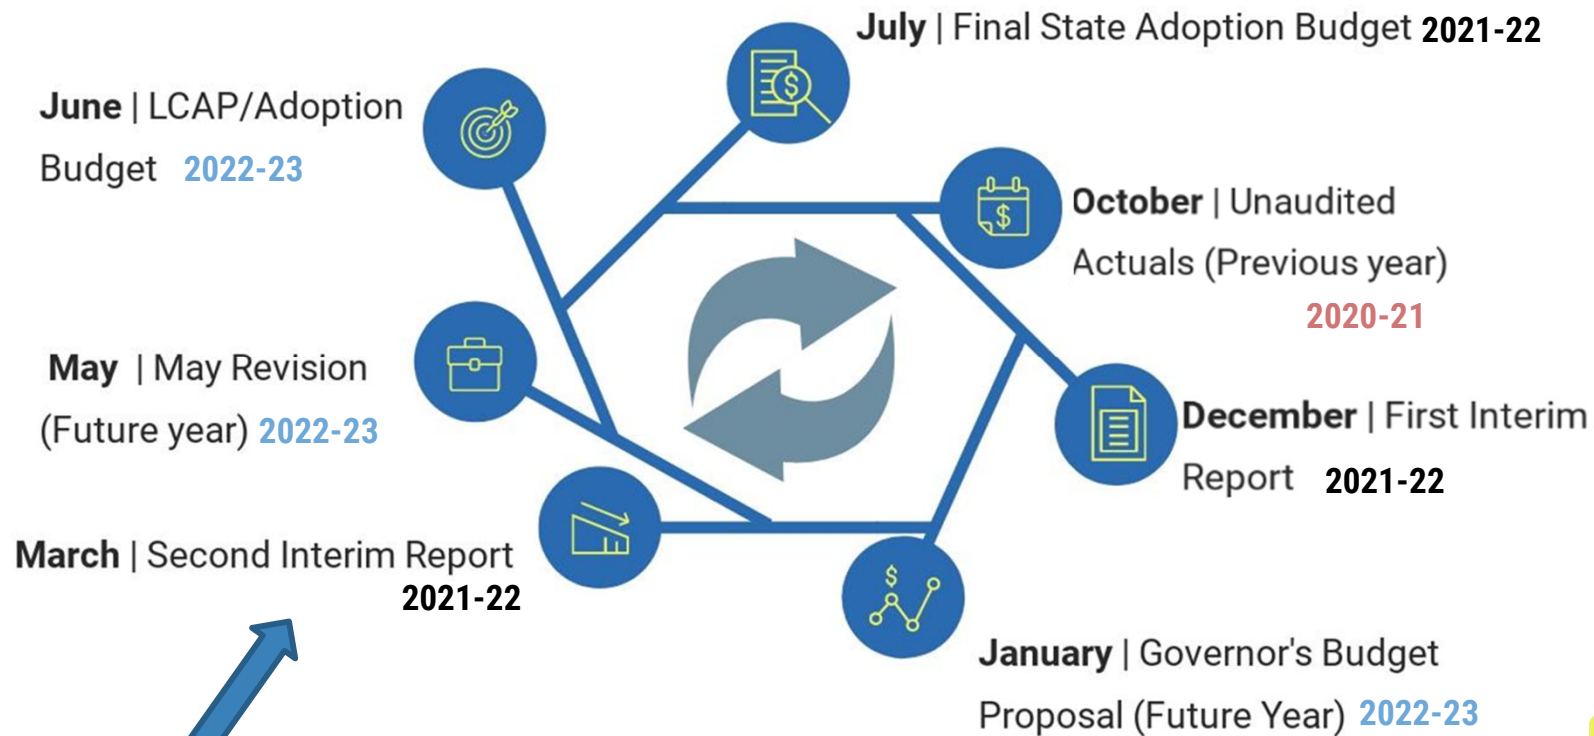 July | Final State Adoption Budget 2021-22
June | LCAP/Adoption
Budget 2022-23
$
October | Unaudited
Actuals (Previous year)
2020-21
$
May | May Revision
(Future year) 2022-23
December | First Interim
Report 2021-22
March | Second Interim Report
2021-22
$
January | Governor's Budget
Proposal (Future Year) 2022-23